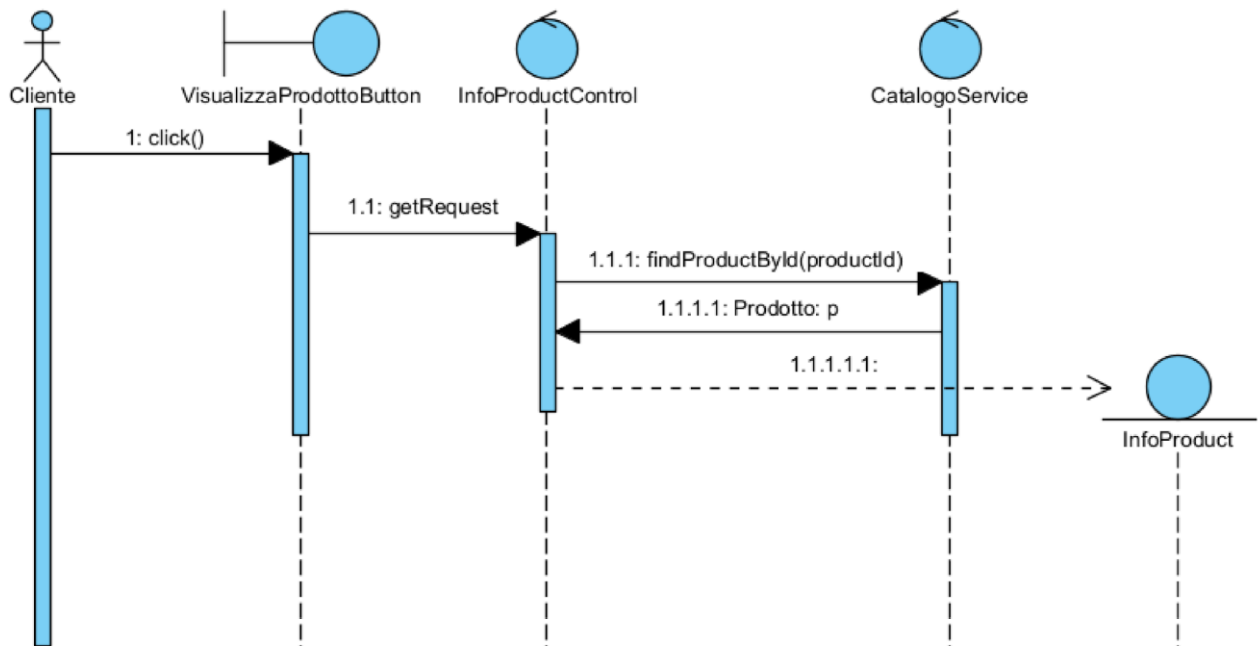 Cliente
VisualizzaProdottoButton
InfoProductControl
CatalogoService
1: click()
1.1: getRequest
1.1.1: findProductById(productId)
1.1.1.1: Prodotto: p
1.1.1.1.1:
InfoProduct